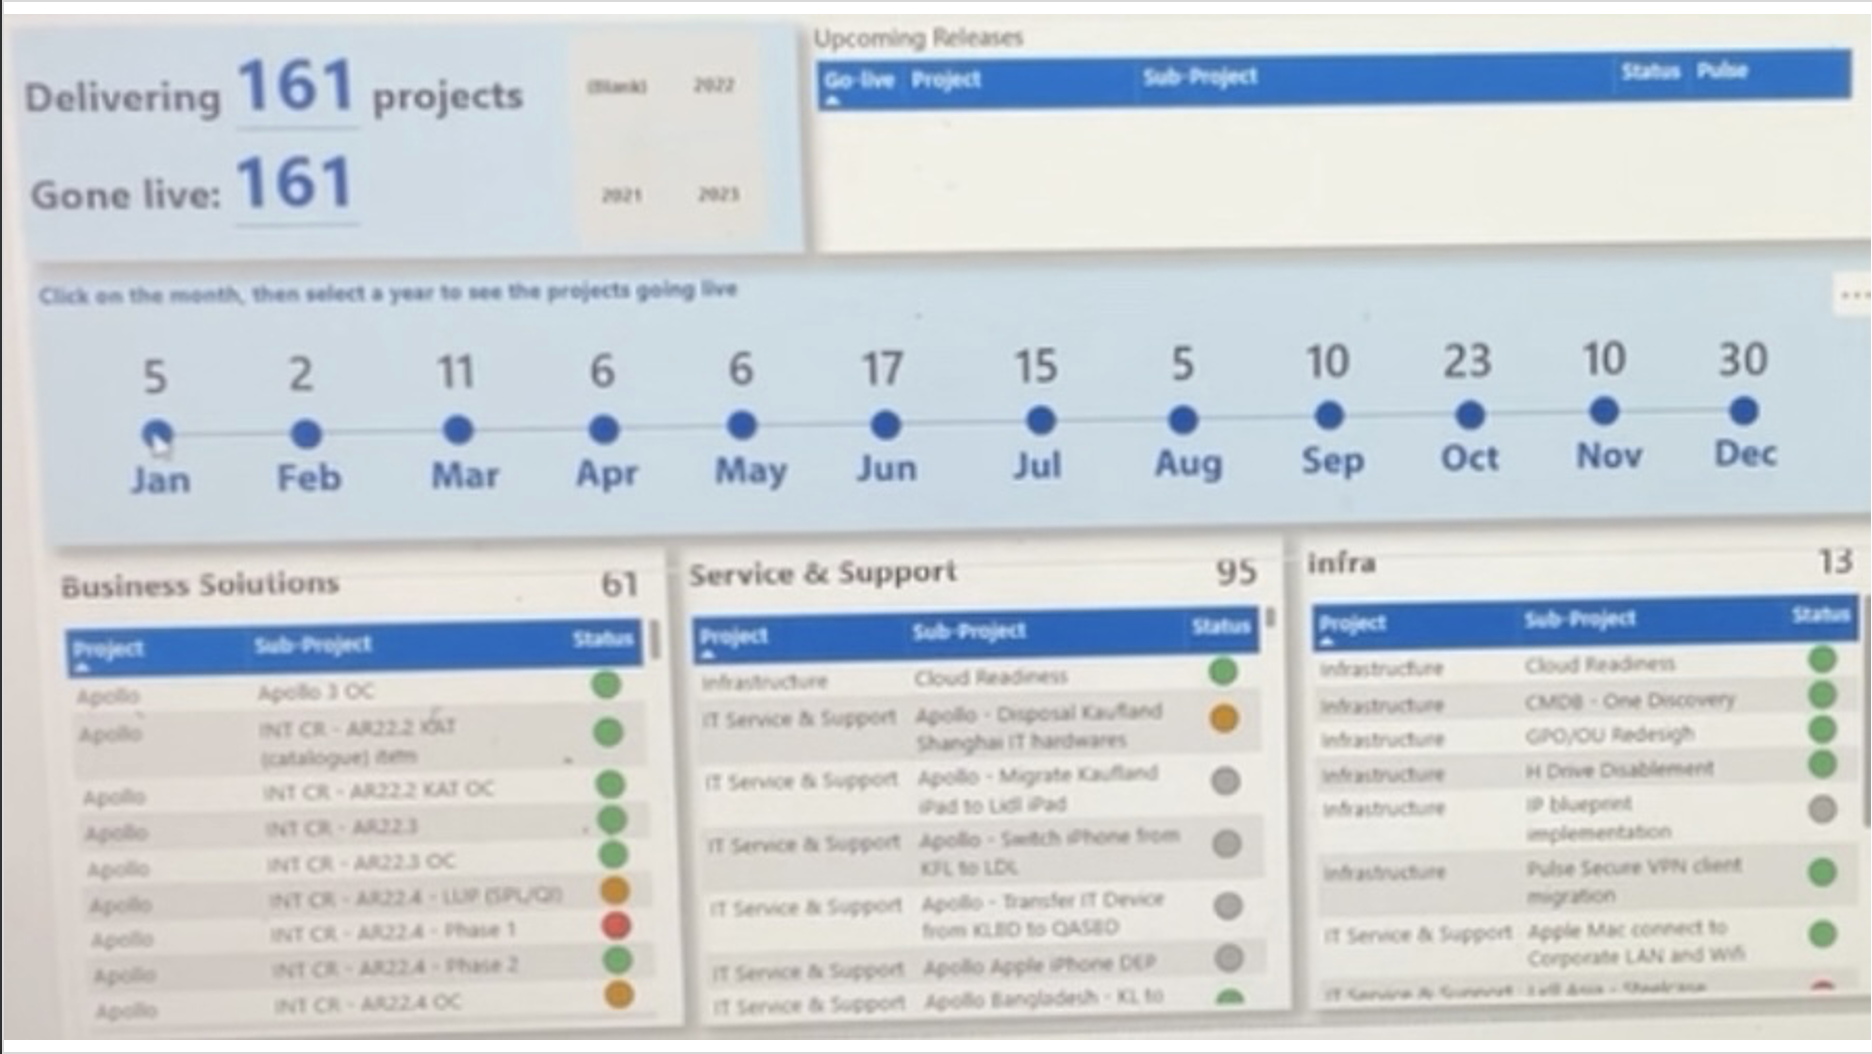 Delivering 161 projects
Gone live: 161
(Blank) 2022
2021 2023
Upcoming Releases
Go-live Project Sub-Project Status Pulse
Click on the month, then select a year to see the projects going live
5 2 11 6 6 17 15 5 10 23 10 30
Jan Feb Mar Apr May Jun Jul Aug Sep Oct Nov Dec
Business Solutions 61
Project Sub-Project Status
Apollo Apollo 3 OC
Apollo INT CR - AR22.2 KAT
(catalogue) item
Apollo INT CR - AR22.2 KAT OC
Apollo INT CR - AR22.3
Apollo INT CR - AR22.3 OC
Apollo INT CR - AR22.4 - LUP (SPL/QI)
Apollo INT CR - AR22.4 - Phase 1
Apollo INT CR - AR22.4 - Phase 2
Apollo INT CR - AR22.4 OC
Service & Support 95
Project Sub-Project Status
Infrastructure Cloud Readiness
IT Service & Support Apollo - Disposal Kaufland
Shanghai IT hardwares
IT Service & Support Apollo - Migrate Kaufland
iPad to Lidl iPad
IT Service & Support Apollo - Switch iPhone from
KFL to LDL
IT Service & Support Apollo - Transfer IT Device
from KLBD to QASBD
IT Service & Support Apollo Apple iPhone DEP
IT Service & Support Apollo Bangladesh - KL to
infra 13
Project Sub-Project Status
Infrastructure Cloud Readiness
Infrastructure CMDB - One Discovery
Infrastructure GPO/OU Redesigh
Infrastructure H Drive Disablement
Infrastructure IP blueprint
implementation
Infrastructure Pulse Secure VPN client
migration
IT Service & Support Apple Mac connect to
Corporate LAN and Wifi
IT Service & Support Lidl Asia - Steelcase